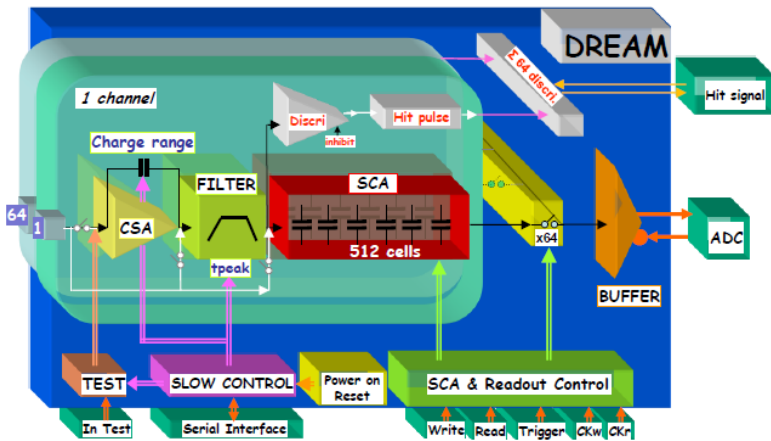 DREAM
Σ 64 discri.
1 channel
Hit signal
Discri
Hit pulse
inhibit
Charge range
FILTER
SCA
64
1
CSA
x64
ADC
512 cells
tpeak
BUFFER
TEST
SLOW CONTROL
Power on
Reset
SCA & Readout Control
In Test
Serial Interface
Write
Read
Trigger
CKw
CKr